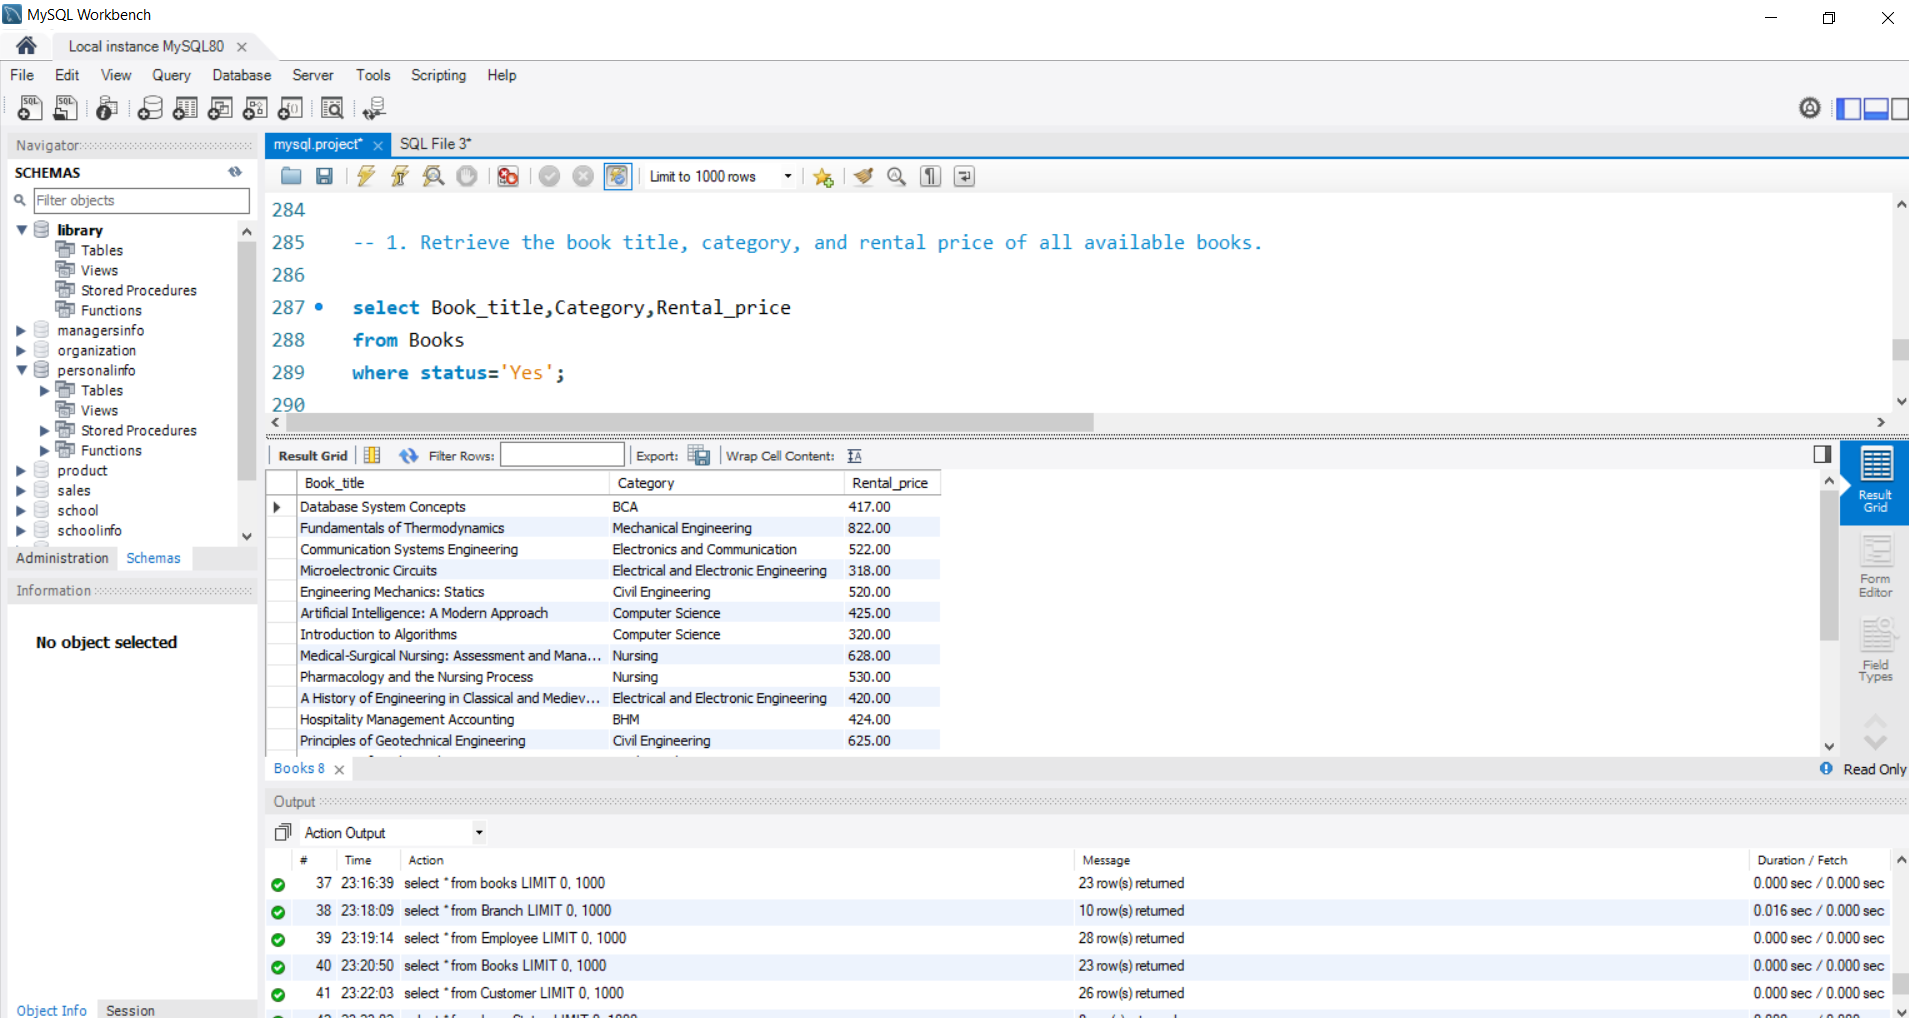 MySQL Workbench
Local instance MySQL80
File Edit View Query Database Server Tools Scripting Help
Navigator
SCHEMAS
Filter objects
library
Tables
Views
Stored Procedures
Functions
managersinfo
organization
personalinfo
Tables
Views
Stored Procedures
Functions
product
sales
school
schoolinfo
Administration Schemas
Information
No object selected
Object Info Session
mysql.project* SQL File 3*
Limit to 1000 rows
284
285 -- 1. Retrieve the book title, category, and rental price of all available books.
286
287 select Book_title,Category,Rental_price
288 from Books
289 where status='Yes';
290
Result Grid Filter Rows: Export: Wrap Cell Content:
Book_title Category Rental_price
Database System Concepts BCA 417.00
Fundamentals of Thermodynamics Mechanical Engineering 822.00
Communication Systems Engineering Electronics and Communication 522.00
Microelectronic Circuits Electrical and Electronic Engineering 318.00
Engineering Mechanics: Statics Civil Engineering 520.00
Artificial Intelligence: A Modern Approach Computer Science 425.00
Introduction to Algorithms Computer Science 320.00
Medical-Surgical Nursing: Assessment and Mana... Nursing 628.00
Pharmacology and the Nursing Process Nursing 530.00
A History of Engineering in Classical and Mediev... Electrical and Electronic Engineering 420.00
Hospitality Management Accounting BHM 424.00
Principles of Geotechnical Engineering Civil Engineering 625.00
Result Grid
Form Editor
Field Types
Books 8
Read Only
Output
Action Output
# Time Action Message Duration / Fetch
37 23:16:39 select * from books LIMIT 0, 1000 23 row(s) returned 0.000 sec / 0.000 sec
38 23:18:09 select * from Branch LIMIT 0, 1000 10 row(s) returned 0.016 sec / 0.000 sec
39 23:19:14 select * from Employee LIMIT 0, 1000 28 row(s) returned 0.000 sec / 0.000 sec
40 23:20:50 select * from Books LIMIT 0, 1000 23 row(s) returned 0.000 sec / 0.000 sec
41 23:22:03 select * from Customer LIMIT 0, 1000 26 row(s) returned 0.000 sec / 0.000 sec